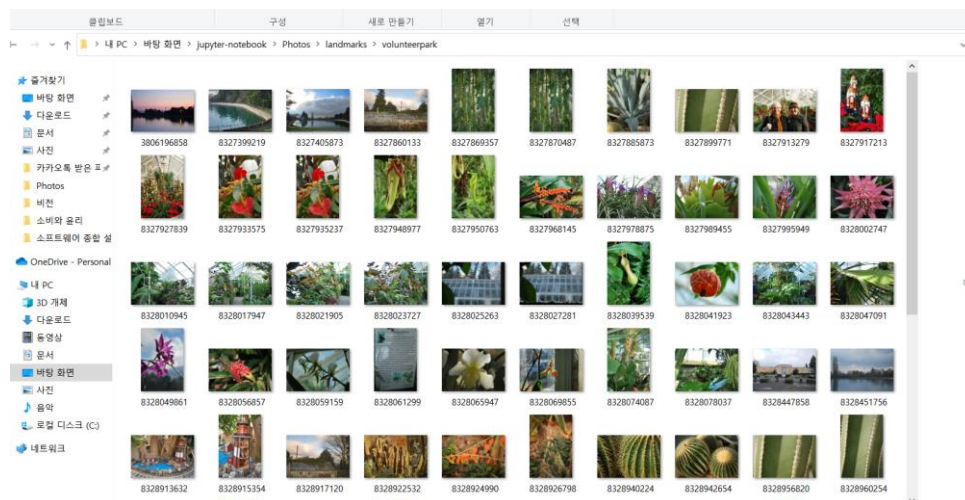 클립보드 구성 새로 만들기 열기 선택
내 PC > 바탕 화면 > jupyter-notebook > Photos > landmarks > volunteerpark
즐겨찾기
바탕 화면
다운로드
문서
사진
카카오톡 받은 파
Photos
비전
소비와 윤리
소프트웨어 종합 설
OneDrive - Personal
내 PC
3D 개체
다운로드
동영상
문서
바탕 화면
사진
음악
로컬 디스크 (C:)
네트워크
3806196858 8327399219 8327405873 8327860133 8327869357 8327870487 8327885873 8327899771 8327913279 8327917213
8327927839 8327933575 8327935237 8327948977 8327950763 8327968145 8327978875 8327989455 8327995949 8328002747
8328010945 8328017947 8328021905 8328023727 8328025263 8328027281 8328039539 8328041923 8328043443 8328047091
8328049861 8328056857 8328059159 8328061299 8328065947 8328069855 8328074087 8328078037 8328447858 8328451756
8328913632 8328915354 8328917120 8328922532 8328924990 8328926798 8328940224 8328942654 8328956820 8328960254